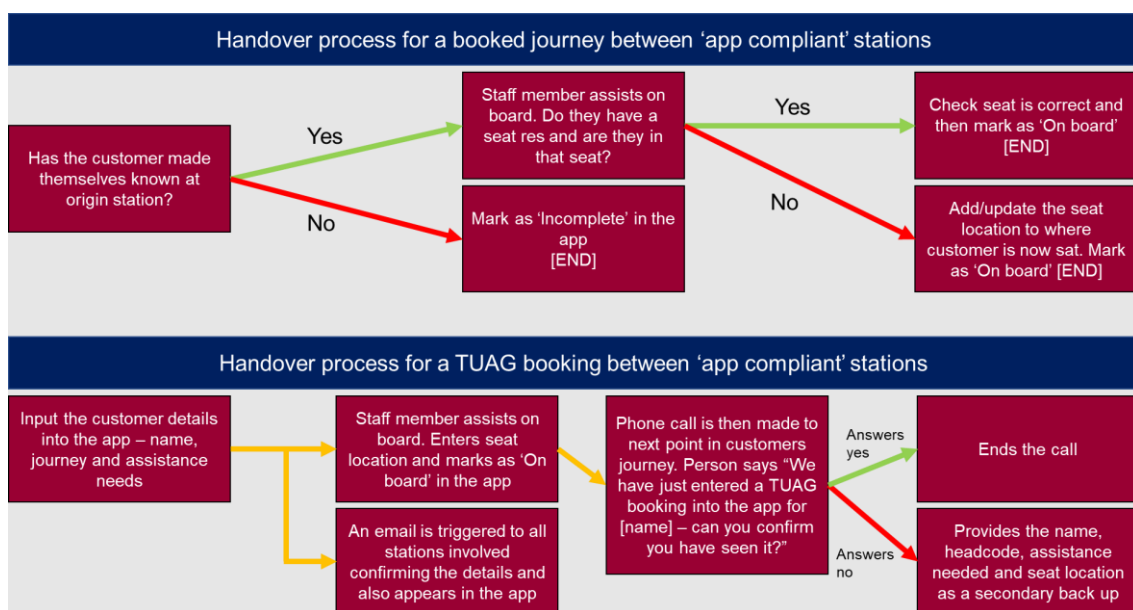 Handover process for a booked journey between ‘app compliant’ stations
Has the customer made
themselves known at
origin station?
Yes
No
Staff member assists on
board. Do they have a
seat res and are they in
that seat?
Mark as ‘Incomplete’ in the
app
[END]
Yes
No
Check seat is correct and
then mark as ‘On board’
[END]
Add/update the seat
location to where
customer is now sat. Mark
as ‘On board’ [END]
Handover process for a TUAG booking between ‘app compliant’ stations
Input the customer details
into the app – name,
journey and assistance
needs
Staff member assists on
board. Enters seat
location and marks as ‘On
board’ in the app
An email is triggered to all
stations involved
confirming the details and
also appears in the app
Phone call is then made to
next point in customers
journey. Person says “We
have just entered a TUAG
booking into the app for
[name] – can you confirm
you have seen it?”
Answers
yes
Answers
no
Ends the call
Provides the name,
headcode, assistance
needed and seat location
as a secondary back up